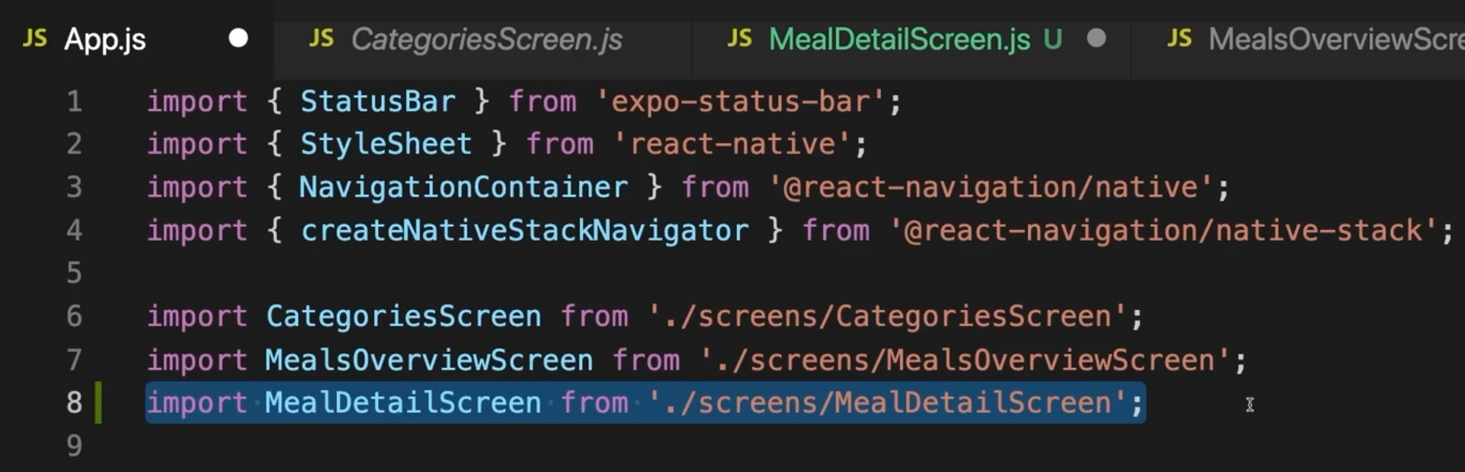 JS App.js JS CategoriesScreen.js JS MealDetailScreen.js U JS MealsOverviewScre
1 import { StatusBar } from 'expo-status-bar';
2 import { StyleSheet } from 'react-native';
3 import { NavigationContainer } from '@react-navigation/native';
4 import { createNativeStackNavigator } from '@react-navigation/native-stack';
5
6 import CategoriesScreen from './screens/CategoriesScreen';
7 import MealsOverviewScreen from './screens/MealsOverviewScreen';
8 import MealDetailScreen from './screens/MealDetailScreen';
9